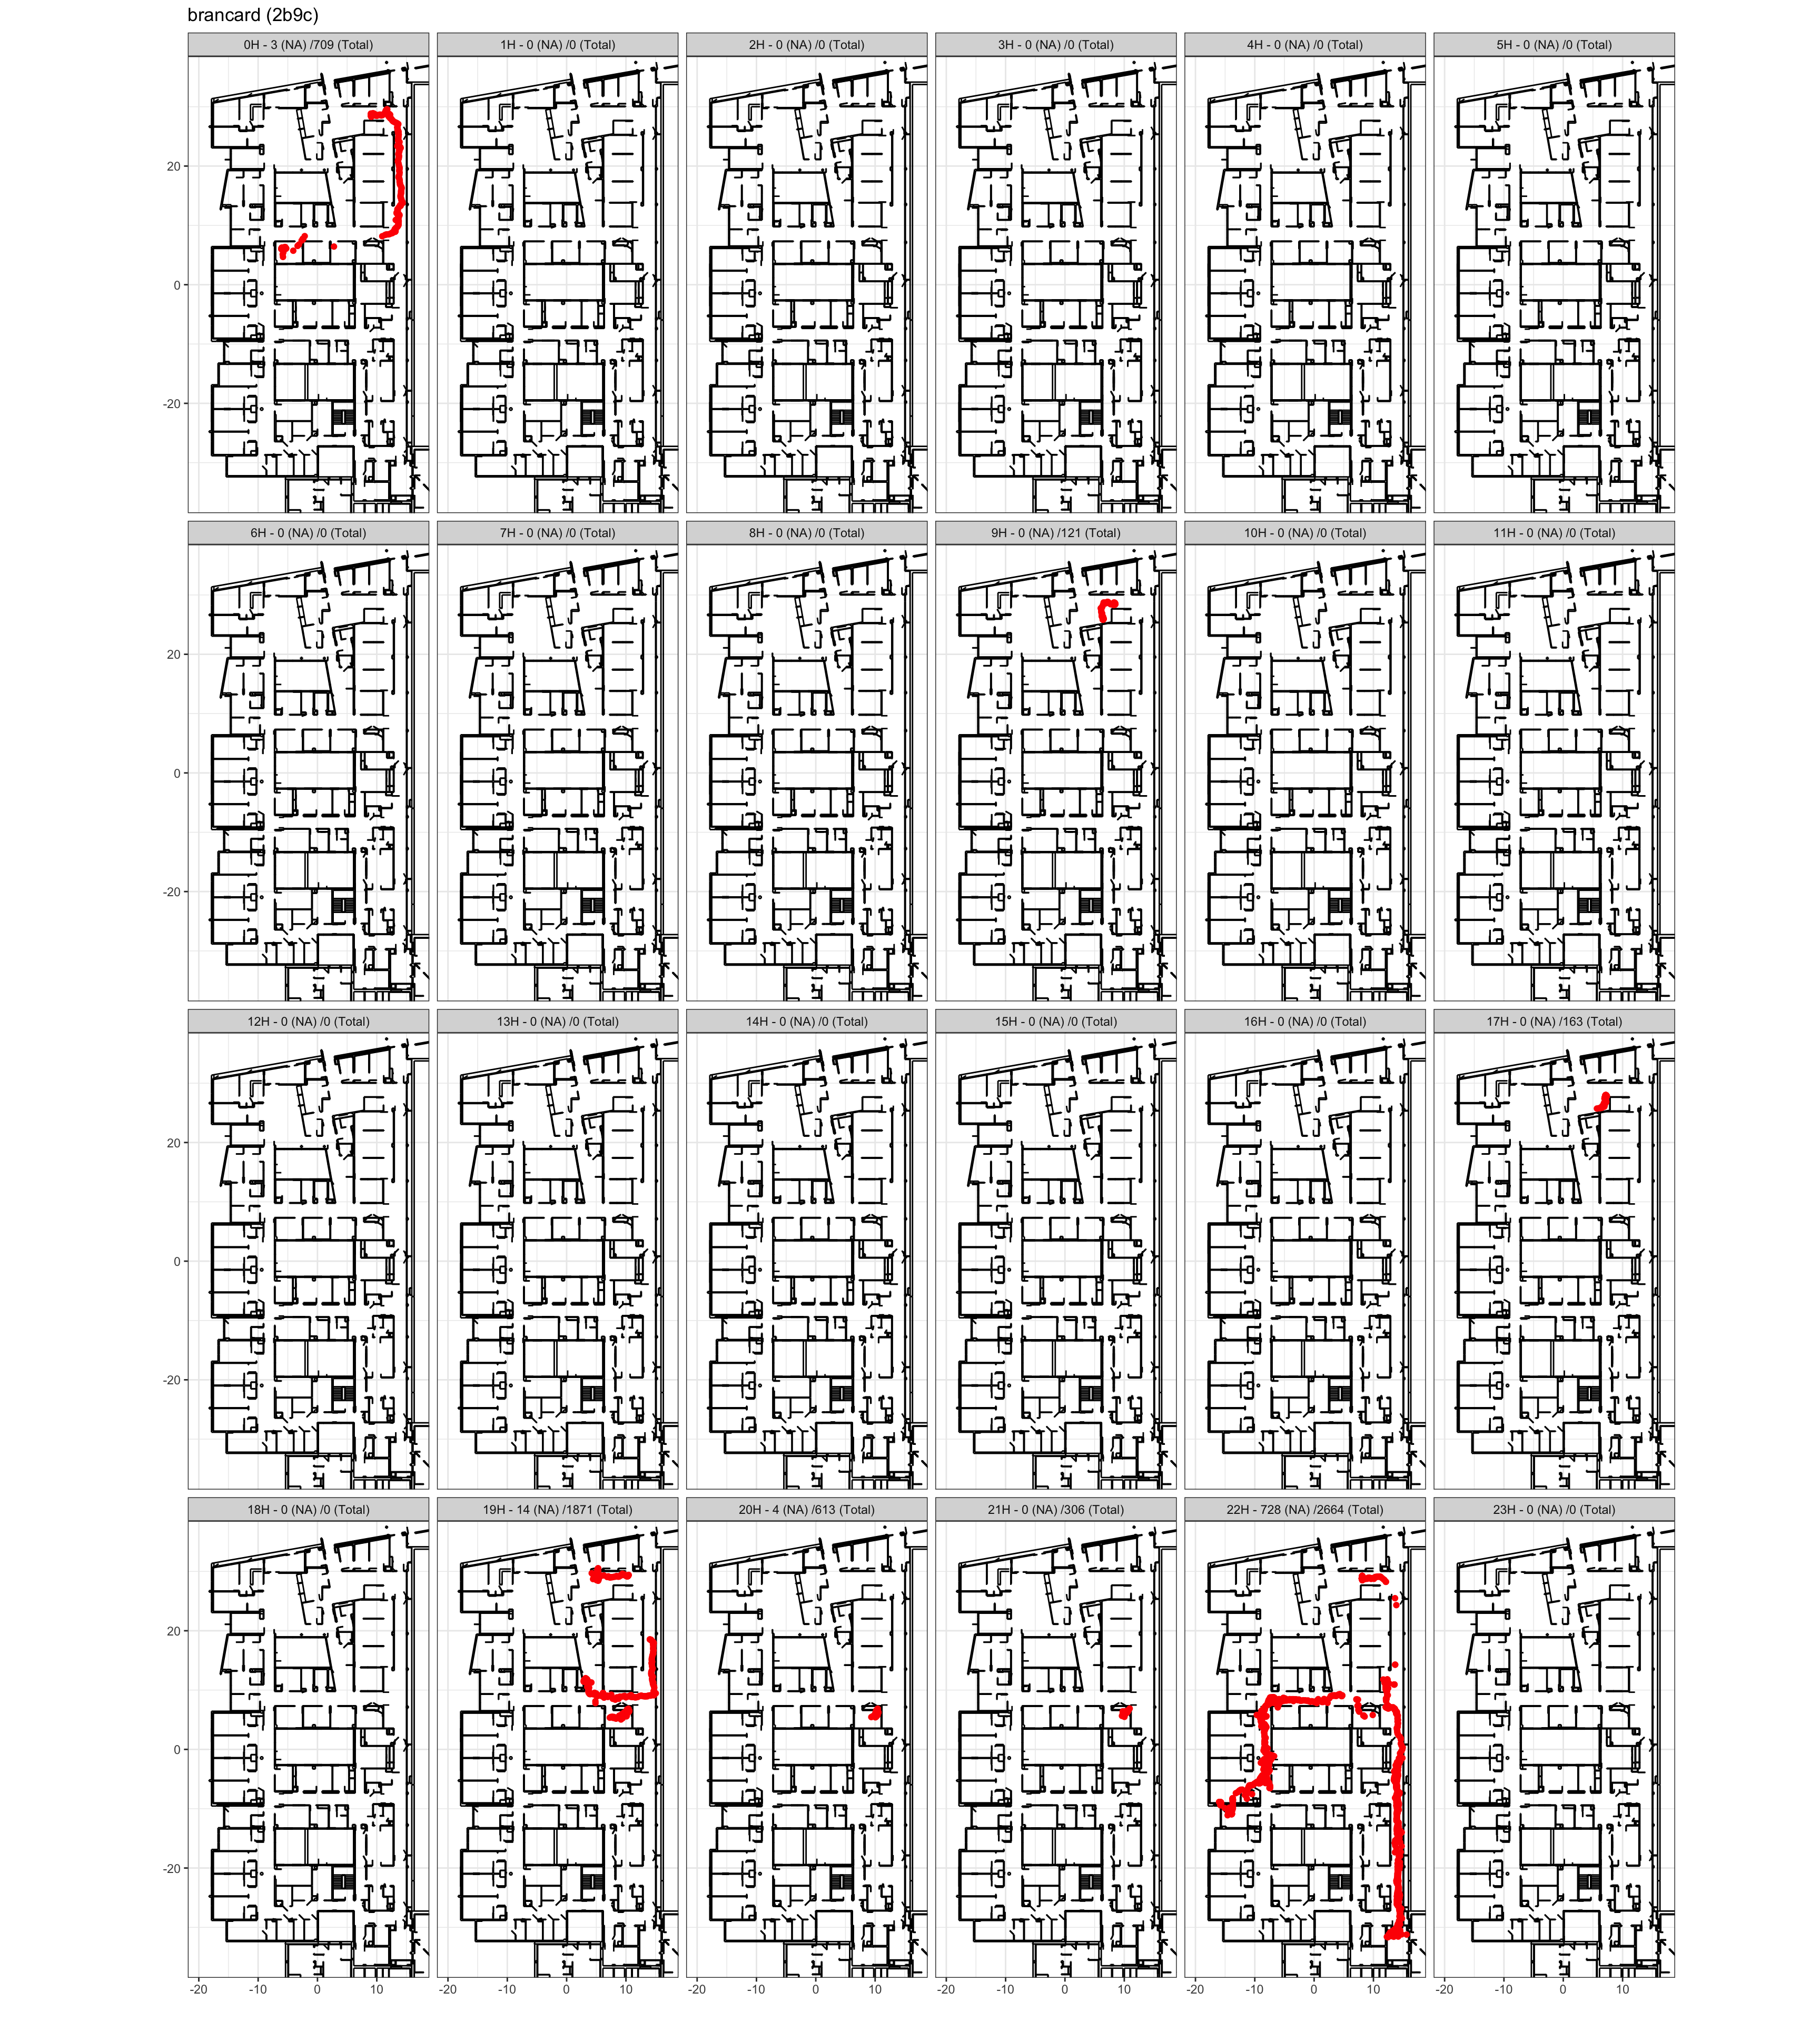 brancard (2b9c)
0H - 3 (NA) /709 (Total)
1H - 0 (NA) /0 (Total)
2H - 0 (NA) /0 (Total)
3H - 0 (NA) /0 (Total)
4H - 0 (NA) /0 (Total)
5H - 0 (NA) /0 (Total)
20
0
-20
6H - 0 (NA) /0 (Total)
7H - 0 (NA) /0 (Total)
8H - 0 (NA) /0 (Total)
9H - 0 (NA) /121 (Total)
10H - 0 (NA) /0 (Total)
11H - 0 (NA) /0 (Total)
20
0
-20
12H - 0 (NA) /0 (Total)
13H - 0 (NA) /0 (Total)
14H - 0 (NA) /0 (Total)
15H - 0 (NA) /0 (Total)
16H - 0 (NA) /0 (Total)
17H - 0 (NA) /163 (Total)
20
0
-20
18H - 0 (NA) /0 (Total)
19H - 14 (NA) /1871 (Total)
20H - 4 (NA) /613 (Total)
21H - 0 (NA) /306 (Total)
22H - 728 (NA) /2664 (Total)
23H - 0 (NA) /0 (Total)
20
0
-20
-20 -10 0 10
-20 -10 0 10
-20 -10 0 10
-20 -10 0 10
-20 -10 0 10
-20 -10 0 10